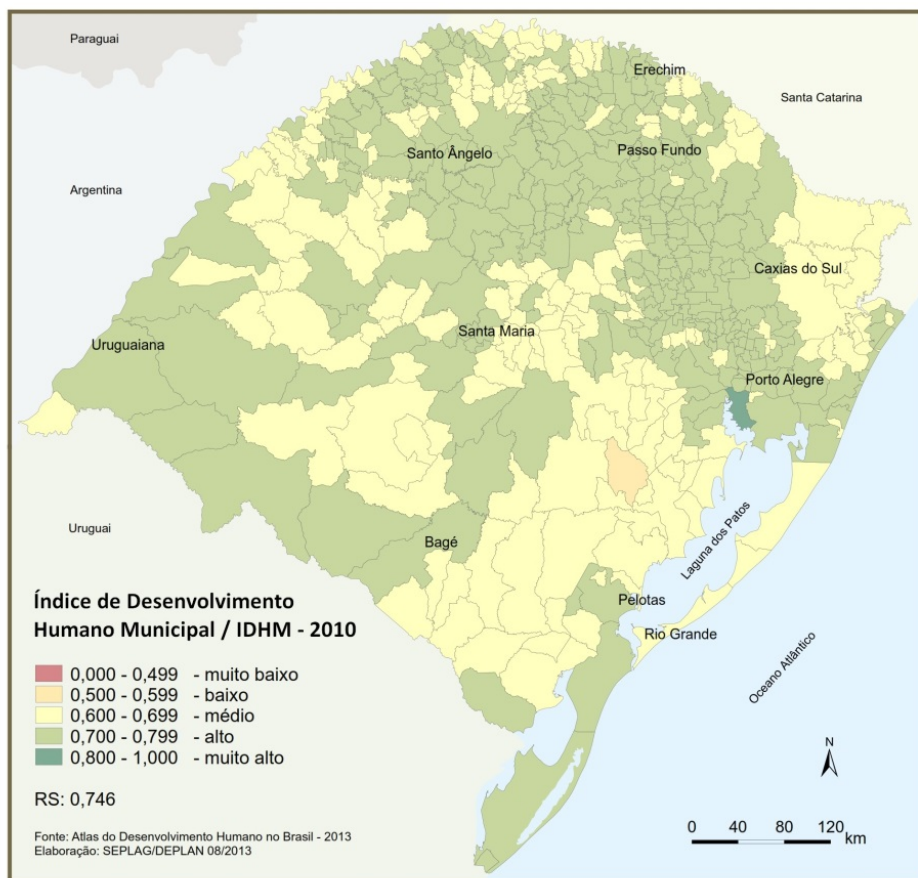 Paraguai
Erechim
Santa Catarina
Santo Ângelo
Passo Fundo
Argentina
Caxias do Sul
Santa Maria
Uruguaiana
Porto Alegre
Uruguai
Bagé
Laguna dos Patos
Pelotas
Rio Grande
Oceano Atlântico
Índice de Desenvolvimento
Humano Municipal / IDHM - 2010
0,000 - 0,499 - muito baixo
0,500 - 0,599 - baixo
0,600 - 0,699 - médio
0,700 - 0,799 - alto
0,800 - 1,000 - muito alto
RS: 0,746
Fonte: Atlas do Desenvolvimento Humano no Brasil - 2013
Elaboração: SEPLAG/DEPLAN 08/2013
N
0 40 80 120
km